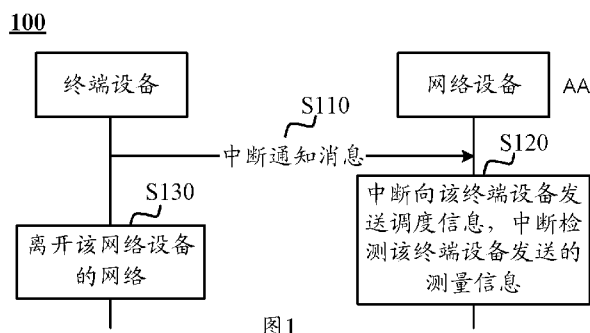 100
终端设备
网络设备
AA
S110
中断通知消息
S120
中断向该终端设备发
送调度信息，中断检
测该终端设备发送的
测量信息
S130
离开该网络设备
的网络
图1